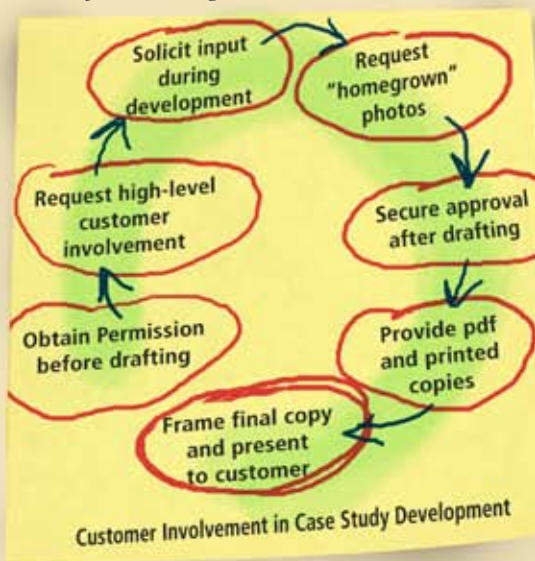 Solicit input
during
development
Request
"homegrown"
photos
Request high-level
customer
involvement
Secure approval
after drafting
Obtain Permission
before drafting
Provide pdf
and printed
copies
Frame final copy
and present
to customer
Customer Involvement in Case Study Development